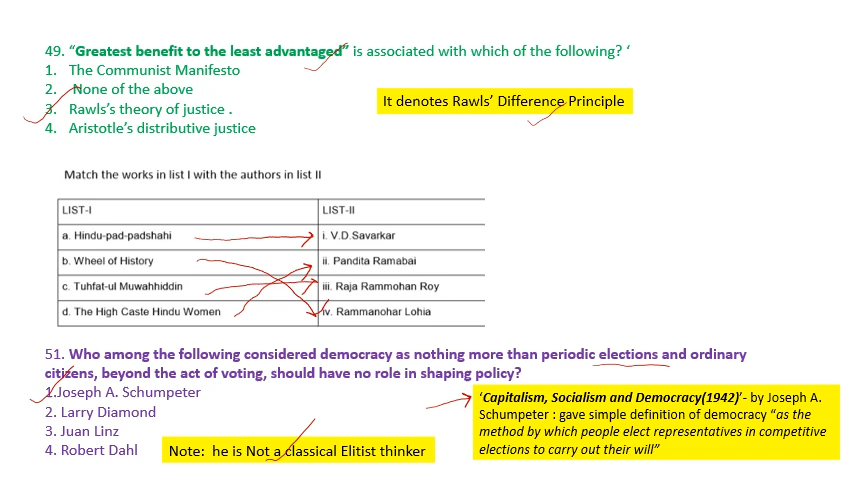 49. “Greatest benefit to the least advantaged” is associated with which of the following? ‘
1. The Communist Manifesto
2. None of the above
3. Rawls’s theory of justice .
4. Aristotle’s distributive justice
It denotes Rawls’ Difference Principle
Match the works in list I with the authors in list II
LIST-I LIST-II
a. Hindu-pad-padshahi i. V.D.Savarkar
b. Wheel of History ii. Pandita Ramabai
c. Tuhfat-ul Muwahhiddin iii. Raja Rammohan Roy
d. The High Caste Hindu Women iv. Rammanohar Lohia
51. Who among the following considered democracy as nothing more than periodic elections and ordinary
citizens, beyond the act of voting, should have no role in shaping policy?
1.Joseph A. Schumpeter
2. Larry Diamond
3. Juan Linz
4. Robert Dahl
Note: he is Not a classical Elitist thinker
‘Capitalism, Socialism and Democracy(1942)’- by Joseph A.
Schumpeter : gave simple definition of democracy “as the
method by which people elect representatives in competitive
elections to carry out their will”